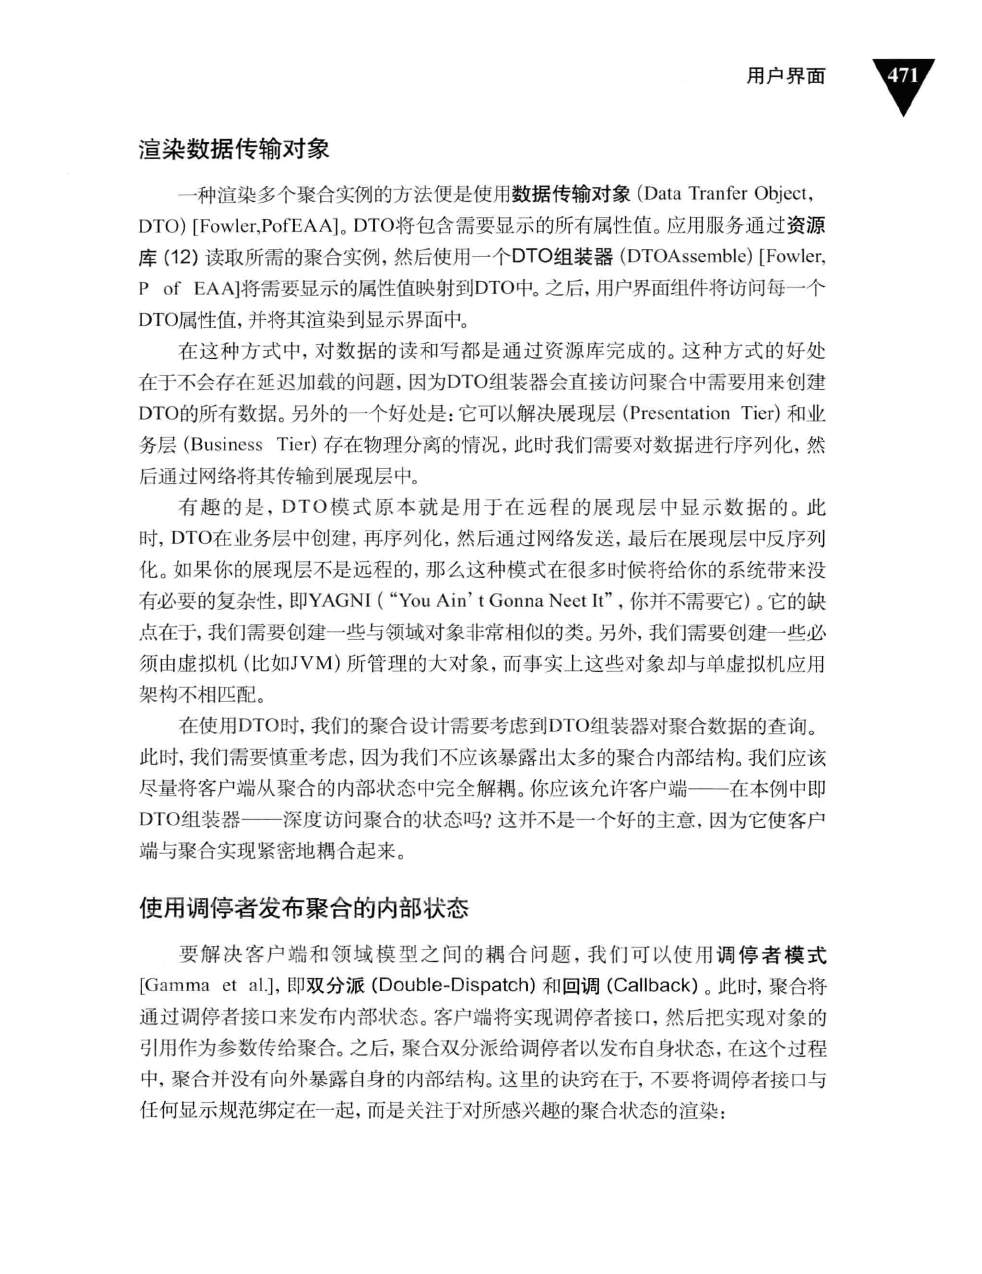 用户界面 471
渲染数据传输对象
一种渲染多个聚合实例的方法便是使用数据传输对象 (Data Tranfer Object,
DTO) [Fowler,PofEAA]。DTO将包含需要显示的所有属性值。应用服务通过资源
库 (12) 读取所需的聚合实例, 然后使用一个DTO组装器 (DTOAssemble) [Fowler,
P of EAA]将需要显示的属性值映射到DTO中。之后, 用户界面组件将访问每一个
DTO属性值, 并将其渲染到显示界面中。
在这种方式中, 对数据的读和写都是通过资源库完成的。这种方式的好处
在于不会存在延迟加载的问题, 因为DTO组装器会直接访问聚合中需要用来创建
DTO的所有数据。另外的一个好处是: 它可以解决展现层 (Presentation Tier) 和业
务层 (Business Tier) 存在物理分离的情况, 此时我们需要对数据进行序列化, 然
后通过网络将其传输到展现层中。
有趣的是, DTO模式原本就是用于在远程的展现层中显示数据的。此
时, DTO在业务层中创建, 再序列化, 然后通过网络发送, 最后在展现层中反序列
化。如果你的展现层不是远程的, 那么这种模式在很多时候将给你的系统带来没
有必要的复杂性, 即YAGNI (“You Ain’ t Gonna Neet It” , 你并不需要它) 。它的缺
点在于, 我们需要创建一些与领域对象非常相似的类。另外, 我们需要创建一些必
须由虚拟机 (比如JVM) 所管理的大对象, 而事实上这些对象却与单虚拟机应用
架构不相匹配。
在使用DTO时, 我们的聚合设计需要考虑到DTO组装器对聚合数据的查询。
此时, 我们需要慎重考虑, 因为我们不应该暴露出太多的聚合内部结构。我们应该
尽量将客户端从聚合的内部状态中完全解耦。你应该允许客户端——在本例中即
DTO组装器——深度访问聚合的状态吗? 这并不是一个好的主意, 因为它使客户
端与聚合实现紧密地耦合起来。
使用调停者发布聚合的内部状态
要解决客户端和领域模型之间的耦合问题, 我们可以使用调停者模式
[Gamma et al.], 即双分派 (Double-Dispatch) 和回调 (Callback) 。此时, 聚合将
通过调停者接口来发布内部状态。客户端将实现调停者接口, 然后把实现对象的
引用作为参数传给聚合。之后, 聚合双分派给调停者以发布自身状态, 在这个过程
中, 聚合并没有向外暴露自身的内部结构。这里的诀窍在于, 不要将调停者接口与
任何显示规范绑定在一起, 而是关注于对所感兴趣的聚合状态的渲染: